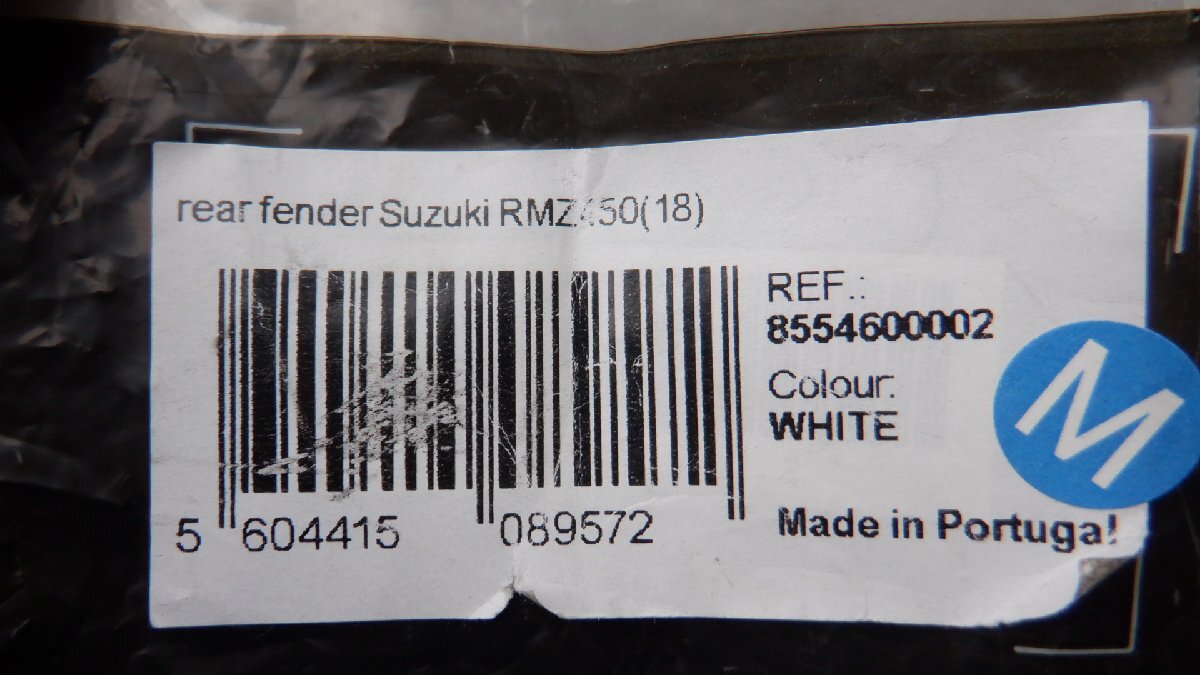 rear fender Suzuki RMZ450(18)
REF.:
8554600002
Colour:
WHITE
M
5 604415 089572
Made in Portugal